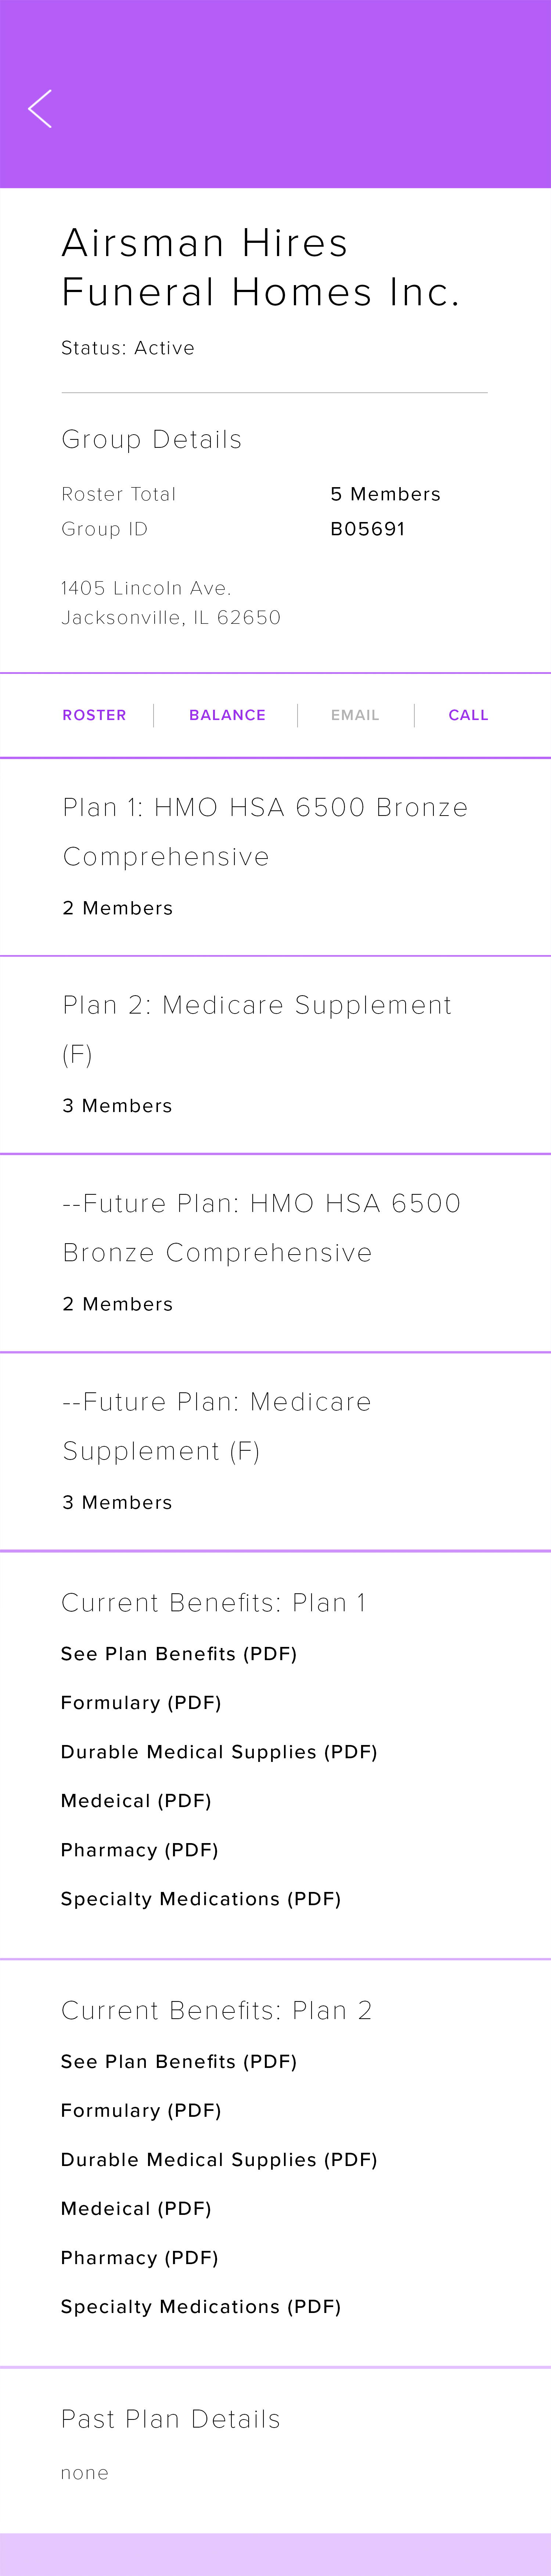 Airsman Hires
Funeral Homes Inc.
Status: Active
Group Details
Roster Total 5 Members
Group ID B05691
1405 Lincoln Ave.
Jacksonville, IL 62650
ROSTER BALANCE EMAIL CALL
Plan 1: HMO HSA 6500 Bronze
Comprehensive
2 Members
Plan 2: Medicare Supplement
(F)
3 Members
--Future Plan: HMO HSA 6500
Bronze Comprehensive
2 Members
--Future Plan: Medicare
Supplement (F)
3 Members
Current Benefits: Plan 1
See Plan Benefits (PDF)
Formulary (PDF)
Durable Medical Supplies (PDF)
Medeical (PDF)
Pharmacy (PDF)
Specialty Medications (PDF)
Current Benefits: Plan 2
See Plan Benefits (PDF)
Formulary (PDF)
Durable Medical Supplies (PDF)
Medeical (PDF)
Pharmacy (PDF)
Specialty Medications (PDF)
Past Plan Details
none